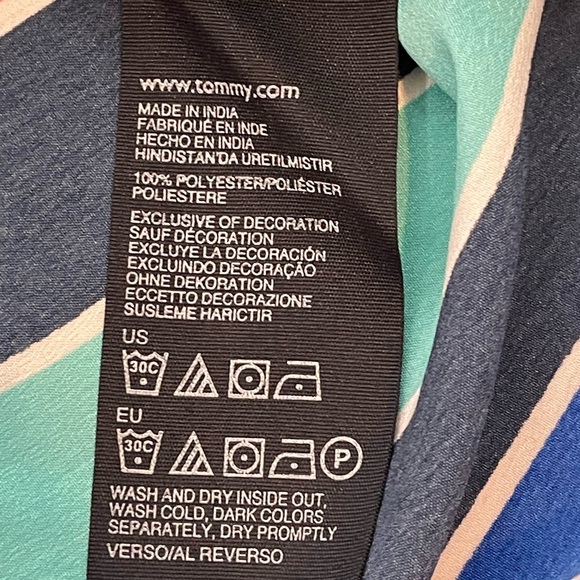 www.tommy.com
MADE IN INDIA
FABRIQUÉ EN INDE
HECHO EN INDIA
HINDISTAN'DA ÜRETILMISTIR
100% POLYESTER/POLIÉSTER
POLIESTERE
EXCLUSIVE OF DECORATION
SAUF DÉCORATION
EXCLUYE LA DECORACIÓN
EXCLUINDO DECORAÇÃO
OHNE DEKORATION
ECCETTO DECORAZIONE
SUSLEME HARICTIR
US
30C
EU
30C P
WASH AND DRY INSIDE OUT,
WASH COLD, DARK COLORS
SEPARATELY, DRY PROMPTLY
VERSO/AL REVERSO